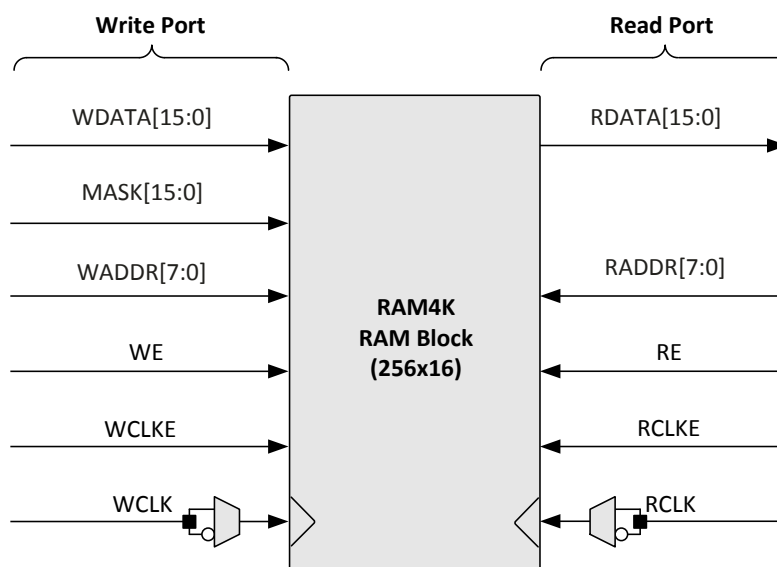 Write Port
Read Port
WDATA[15:0]
RDATA[15:0]
MASK[15:0]
WADDR[7:0]
RADDR[7:0]
RAM4K
RAM Block
(256x16)
WE
RE
WCLKE
RCLKE
WCLK
RCLK